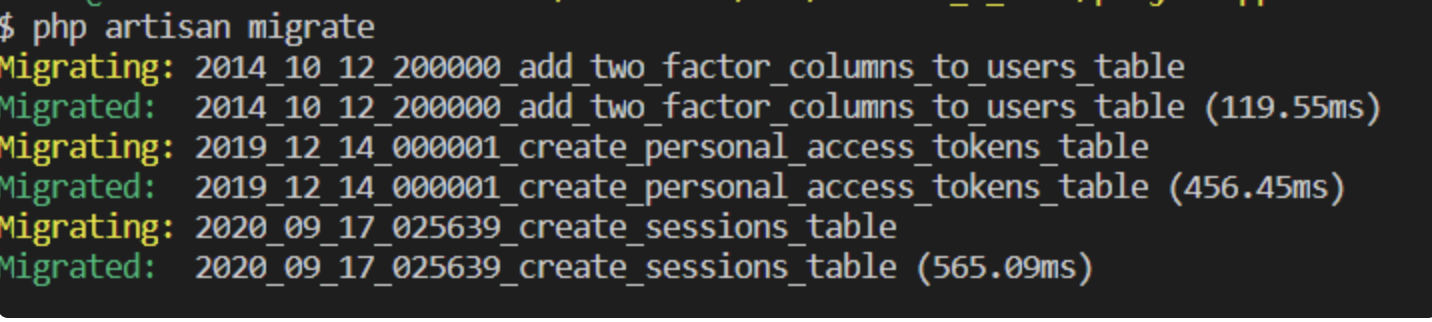 $ php artisan migrate
Migrating: 2014_10_12_200000_add_two_factor_columns_to_users_table
Migrated:  2014_10_12_200000_add_two_factor_columns_to_users_table (119.55ms)
Migrating: 2019_12_14_000001_create_personal_access_tokens_table
Migrated:  2019_12_14_000001_create_personal_access_tokens_table (456.45ms)
Migrating: 2020_09_17_025639_create_sessions_table
Migrated:  2020_09_17_025639_create_sessions_table (565.09ms)